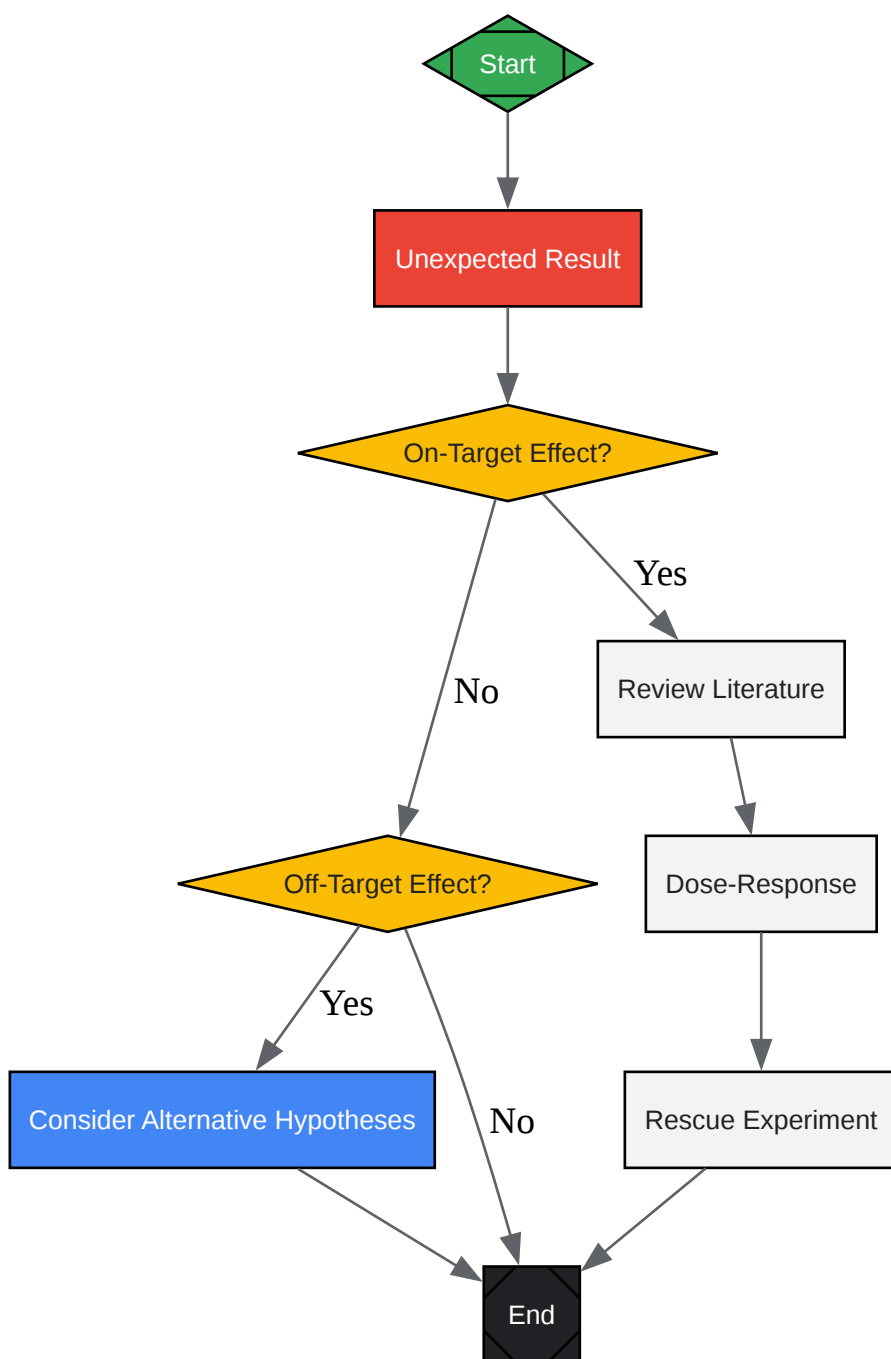 Start
Unexpected Result
On-Target Effect?
Yes
Review Literature
No
Dose-Response
Off-Target Effect?
Yes
Consider Alternative Hypotheses
No
Rescue Experiment
End